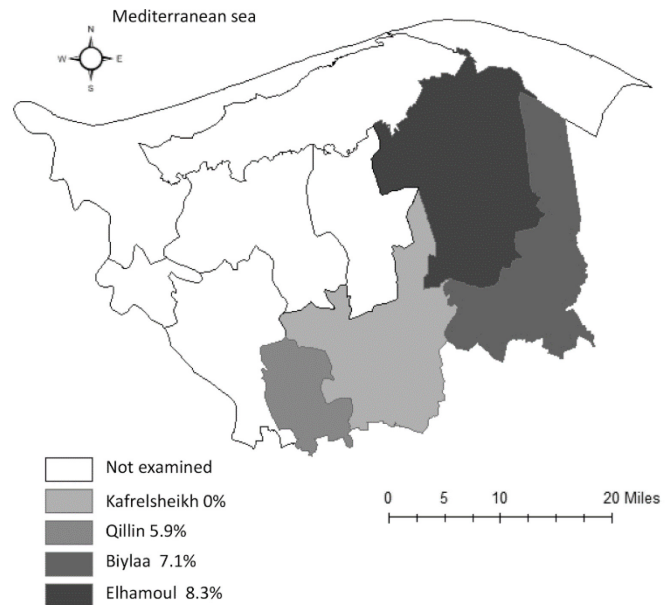 Mediterranean sea
N
W E
S
Not examined
Kafrelsheikh 0%
Qillin 5.9%
Biylaa 7.1%
Elhamoul 8.3%
0 5 10 20 Miles